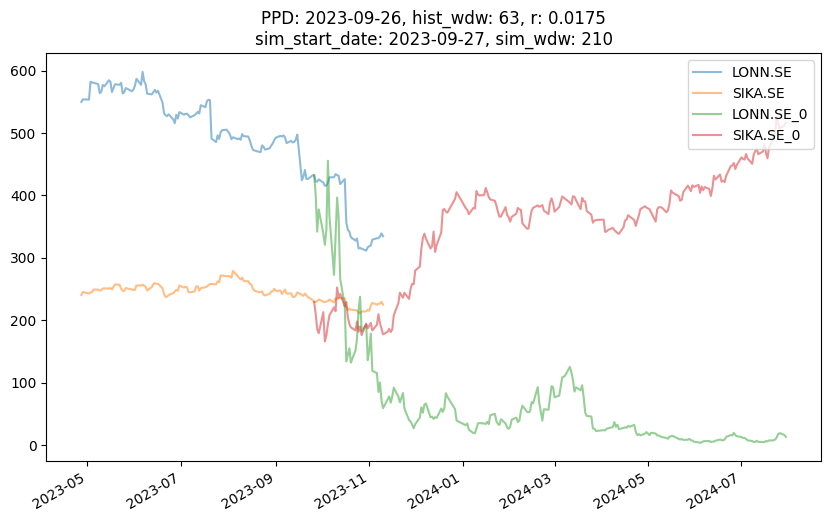 PPD: 2023-09-26, hist_wdw: 63, r: 0.0175
sim_start_date: 2023-09-27, sim_wdw: 210
LONN.SE
SIKA.SE
LONN.SE_0
SIKA.SE_0
600
500
400
300
200
100
0
2023-05
2023-07
2023-09
2023-11
2024-01
2024-03
2024-05
2024-07